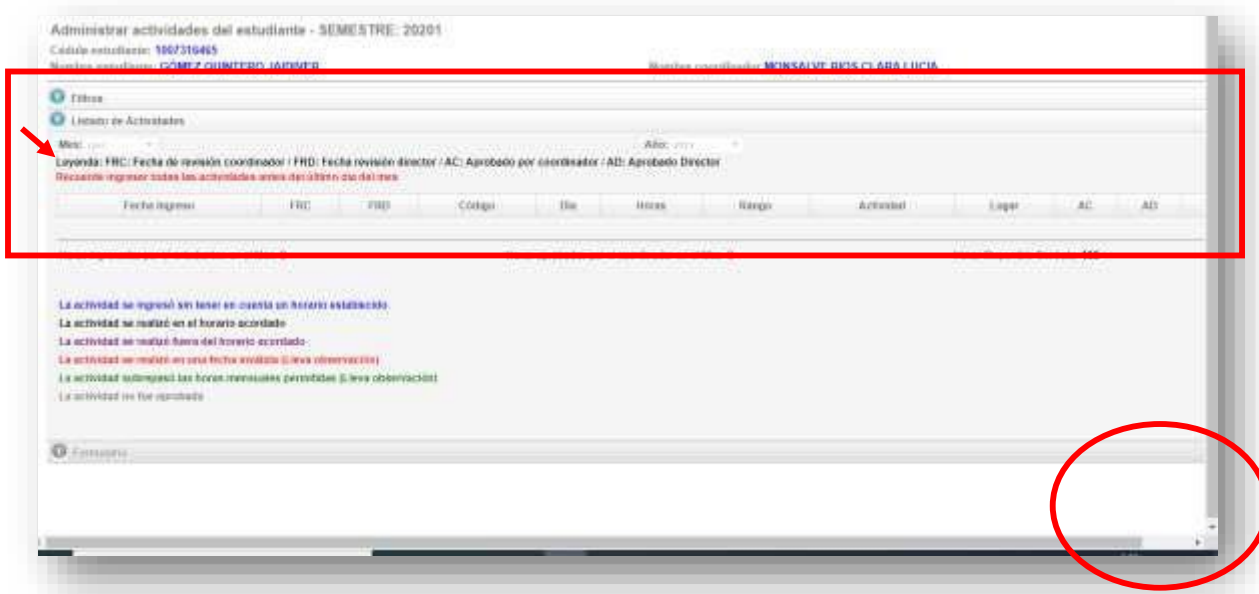 Administrar actividades del estudiante - SEMESTRE: 20201
Cédula estudiante: 1007316465
Nombre estudiante: GÓMEZ QUINTERO JAIDIVER Nombre coordinador: MONSALVE RIOS CLARA LUCIA
Filtros
Listado de Actividades
Mes: Año:
Leyenda: FRC: Fecha de revisión coordinador / FRD: Fecha revisión director / AC: Aprobado por coordinador / AD: Aprobado Director
Recuerde ingresar todas las actividades antes del último día del mes
Fecha ingreso FRC FRD Código Día Horas Rango Actividad Lugar AC AD
La actividad se ingresó sin tener en cuenta un horario establecido
La actividad se realizó en el horario acordado
La actividad se realizó fuera del horario acordado
La actividad se realizó en una fecha inválida (Lleva observación)
La actividad sobrepasó las horas mensuales permitidas (Lleva observación)
La actividad no fue aprobada
Formulario